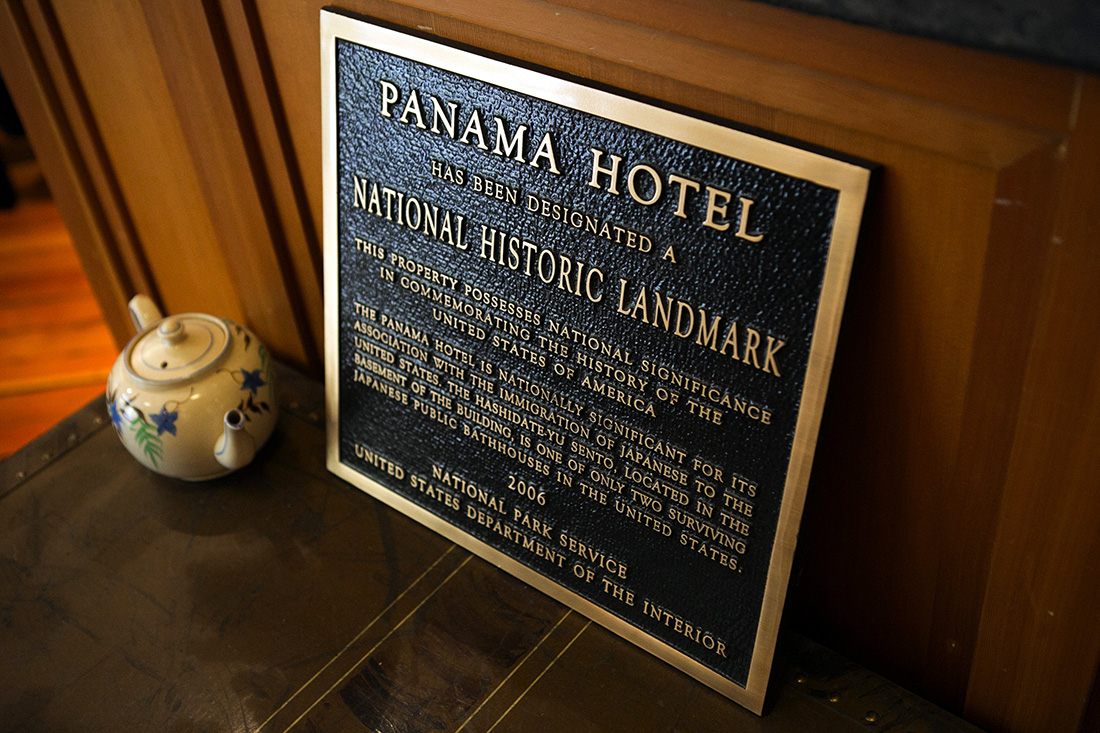 PANAMA HOTEL
HAS BEEN DESIGNATED A
NATIONAL HISTORIC LANDMARK
THIS PROPERTY POSSESSES NATIONAL SIGNIFICANCE
IN COMMEMORATING THE HISTORY OF THE
UNITED STATES OF AMERICA
THE PANAMA HOTEL IS NATIONALLY SIGNIFICANT FOR ITS
ASSOCIATION WITH THE IMMIGRATION OF JAPANESE TO THE
UNITED STATES. THE HASHIDATEYU SENTO, LOCATED IN THE
BASEMENT OF THE BUILDING, IS ONE OF ONLY TWO SURVIVING
JAPANESE PUBLIC BATHHOUSES IN THE UNITED STATES.
2006
NATIONAL PARK SERVICE
UNITED STATES DEPARTMENT OF THE INTERIOR